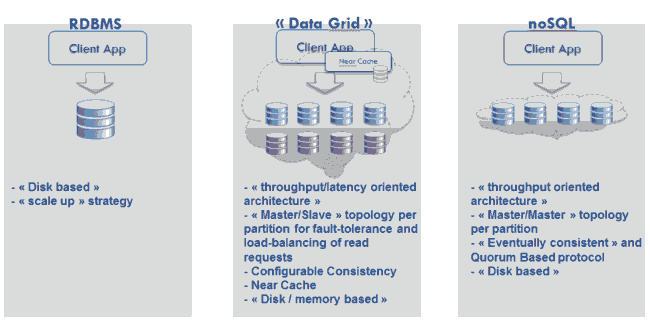 RDBMS
Client App
- « Disk based »
- « scale up » strategy
« Data Grid »
Client App
Near Cache
- « throughput/latency oriented
architecture »
- « Master/Slave » topology per
partition for fault-tolerance and
load-balancing of read
requests
- Configurable Consistency
- Near Cache
- « Disk / memory based »
noSQL
Client App
- « throughput oriented
architecture »
- « Master/Master » topology
per partition
- « Eventually consistent » and
Quorum Based protocol
- « Disk based »